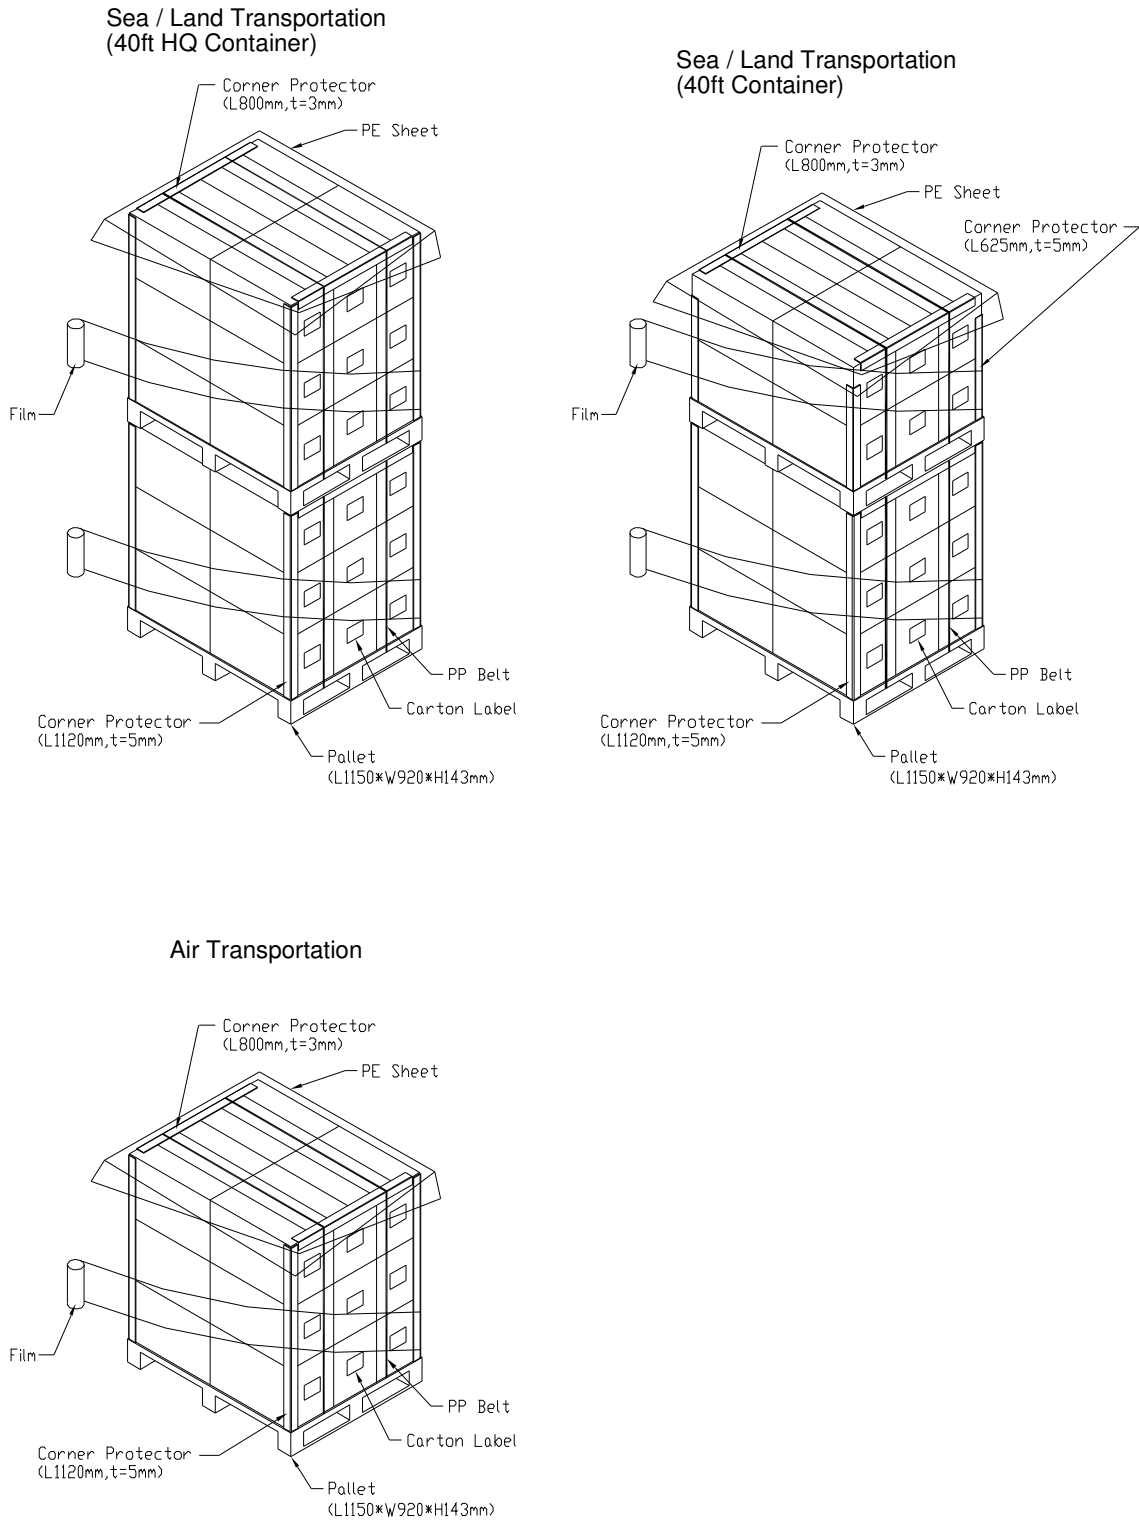 Sea / Land Transportation
(40ft HQ Container)
Corner Protector
(L800mm,t=3mm)
PE Sheet
Film
PP Belt
Carton Label
Corner Protector
(L1120mm,t=5mm)
Pallet
(L1150*W920*H143mm)
Sea / Land Transportation
(40ft Container)
Corner Protector
(L800mm,t=3mm)
PE Sheet
Corner Protector
(L625mm,t=5mm)
Film
PP Belt
Carton Label
Corner Protector
(L1120mm,t=5mm)
Pallet
(L1150*W920*H143mm)
Air Transportation
Corner Protector
(L800mm,t=3mm)
PE Sheet
Film
PP Belt
Carton Label
Corner Protector
(L1120mm,t=5mm)
Pallet
(L1150*W920*H143mm)